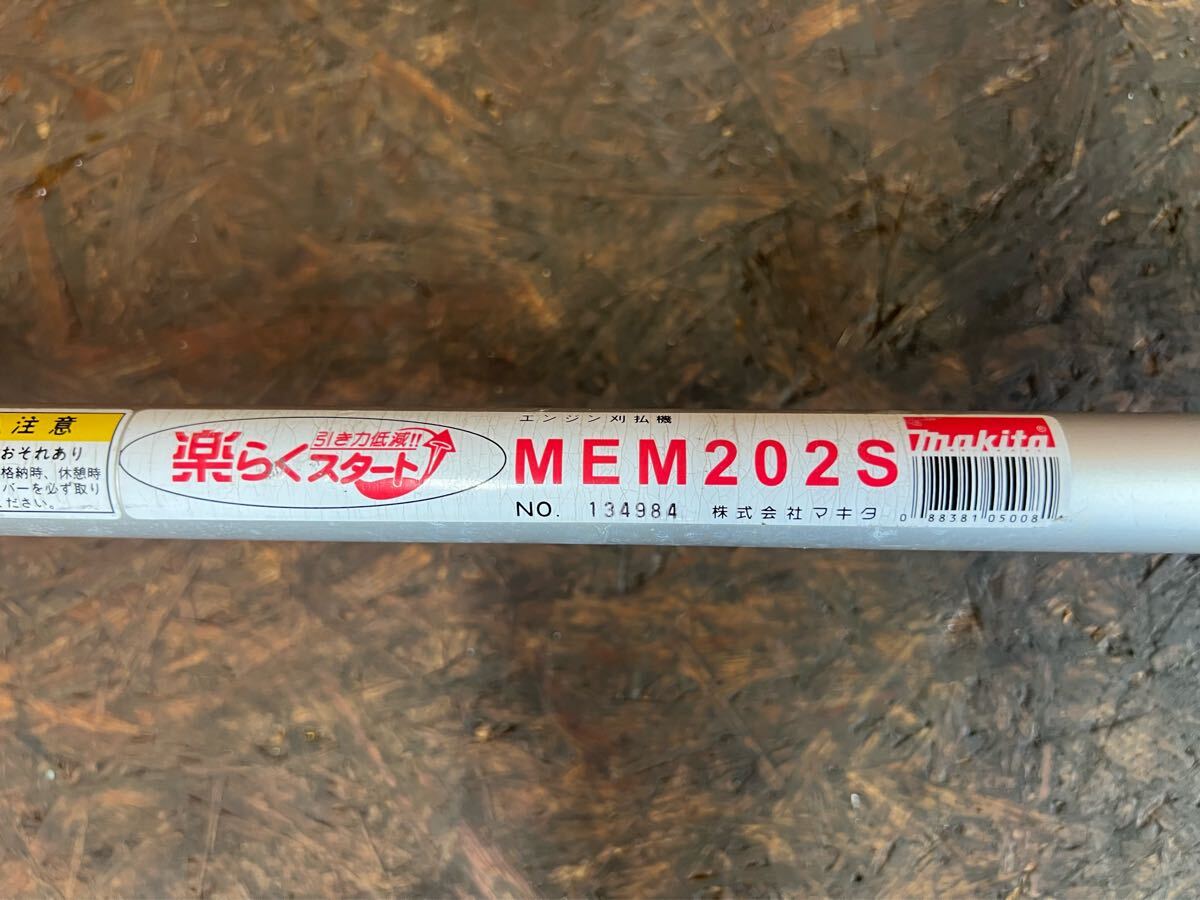 注意
おそれあり
格納時、休憩時
バーを必ず取り
ください。
引き力低減!!
楽らくスタート
エンジン刈払機
MEM202S
NO. 134984 株式会社マキタ
makita®
0 88381 05008